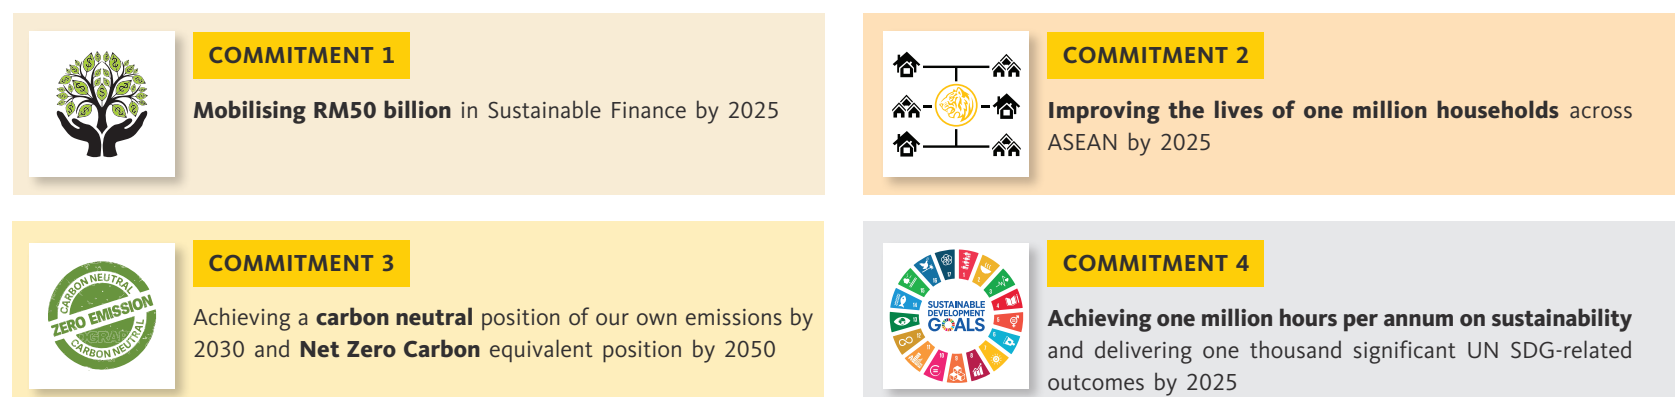 COMMITMENT 1
Mobilising RM50 billion in Sustainable Finance by 2025
COMMITMENT 2
Improving the lives of one million households across
ASEAN by 2025
COMMITMENT 3
CARBON NEUTRAL
ZERO EMISSION
CARBON NEUTRAL
Achieving a carbon neutral position of our own emissions by
2030 and Net Zero Carbon equivalent position by 2050
COMMITMENT 4
SUSTAINABLE
DEVELOPMENT
GOALS
Achieving one million hours per annum on sustainability
and delivering one thousand significant UN SDG-related
outcomes by 2025